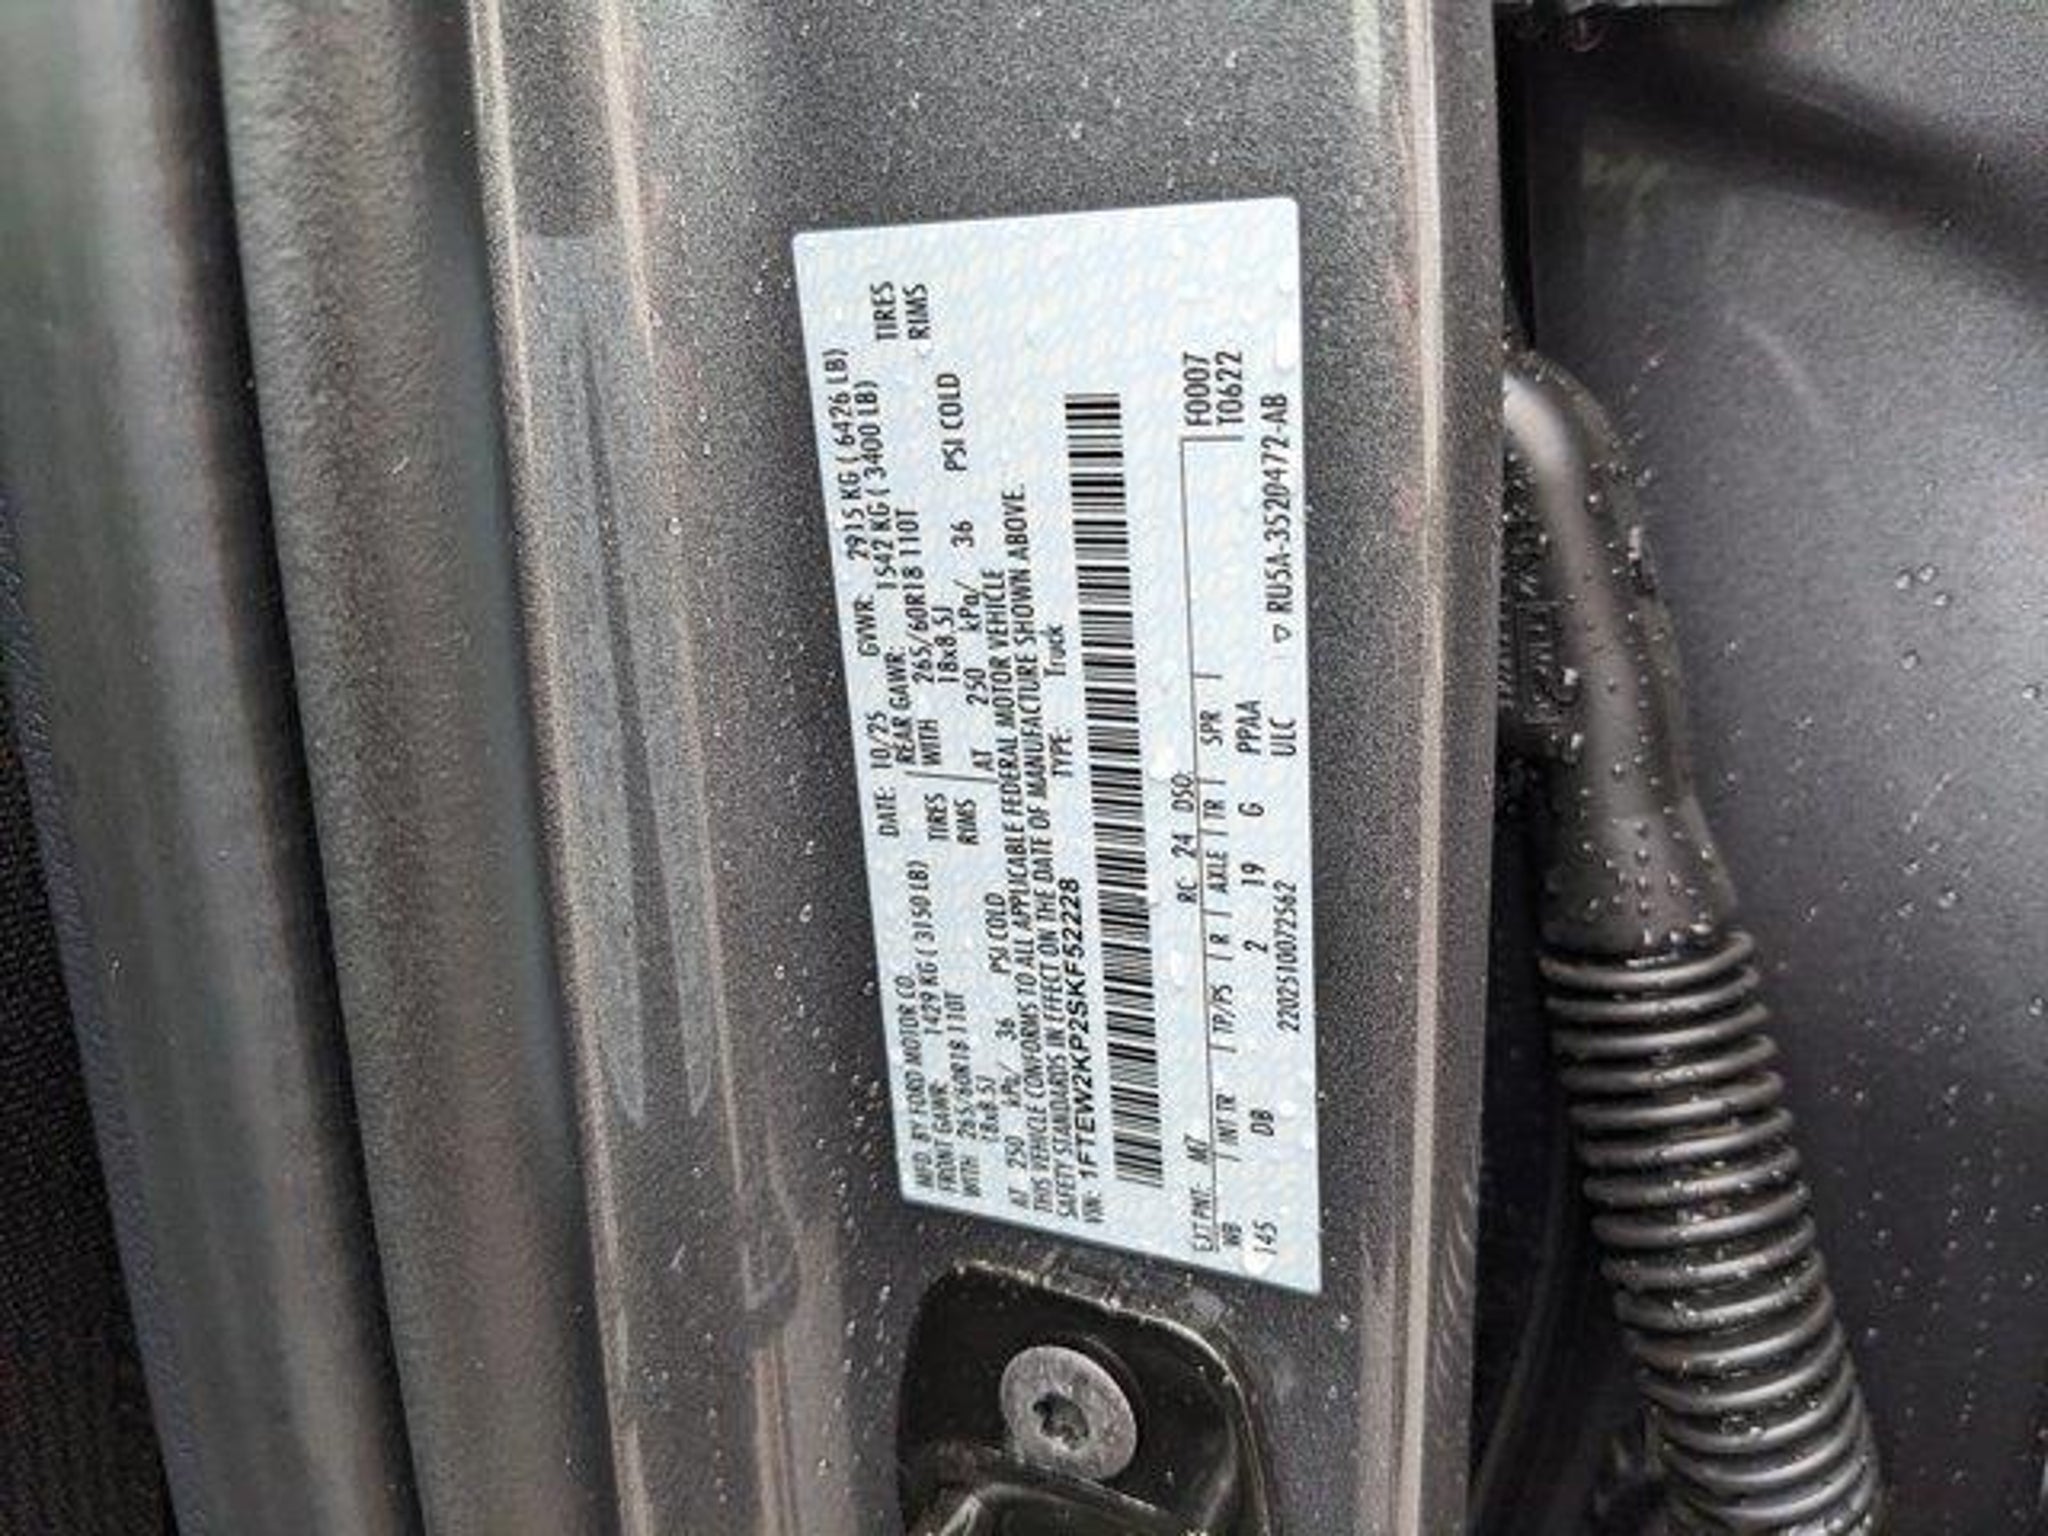 MFD. BY FORD MOTOR CO. DATE: 10/25 GVWR: 2915 KG ( 6426 LB)
FRONT GAWR: 1429 KG ( 3150 LB) REAR GAWR: 1542 KG ( 3400 LB)
WITH 265/60R18 110T TIRES WITH 265/60R18 110T TIRES
18x8.5J RIMS 18x8.5J RIMS
AT 250 kPa/ 36 PSI COLD AT 250 kPa/ 36 PSI COLD
THIS VEHICLE CONFORMS TO ALL APPLICABLE FEDERAL MOTOR VEHICLE
SAFETY STANDARDS IN EFFECT ON THE DATE OF MANUFACTURE SHOWN ABOVE.
VIN: 1FTEW2KP2SKF52228 TYPE: Truck
EXT PNT: M7 RC: 24 DSO: F0007
WB INT TR TP/PS R AXLE TR SPR T0622
145 DB 2 19 G PPAA
220251007 2562 ULC ▽ RU5A-3520472-AB